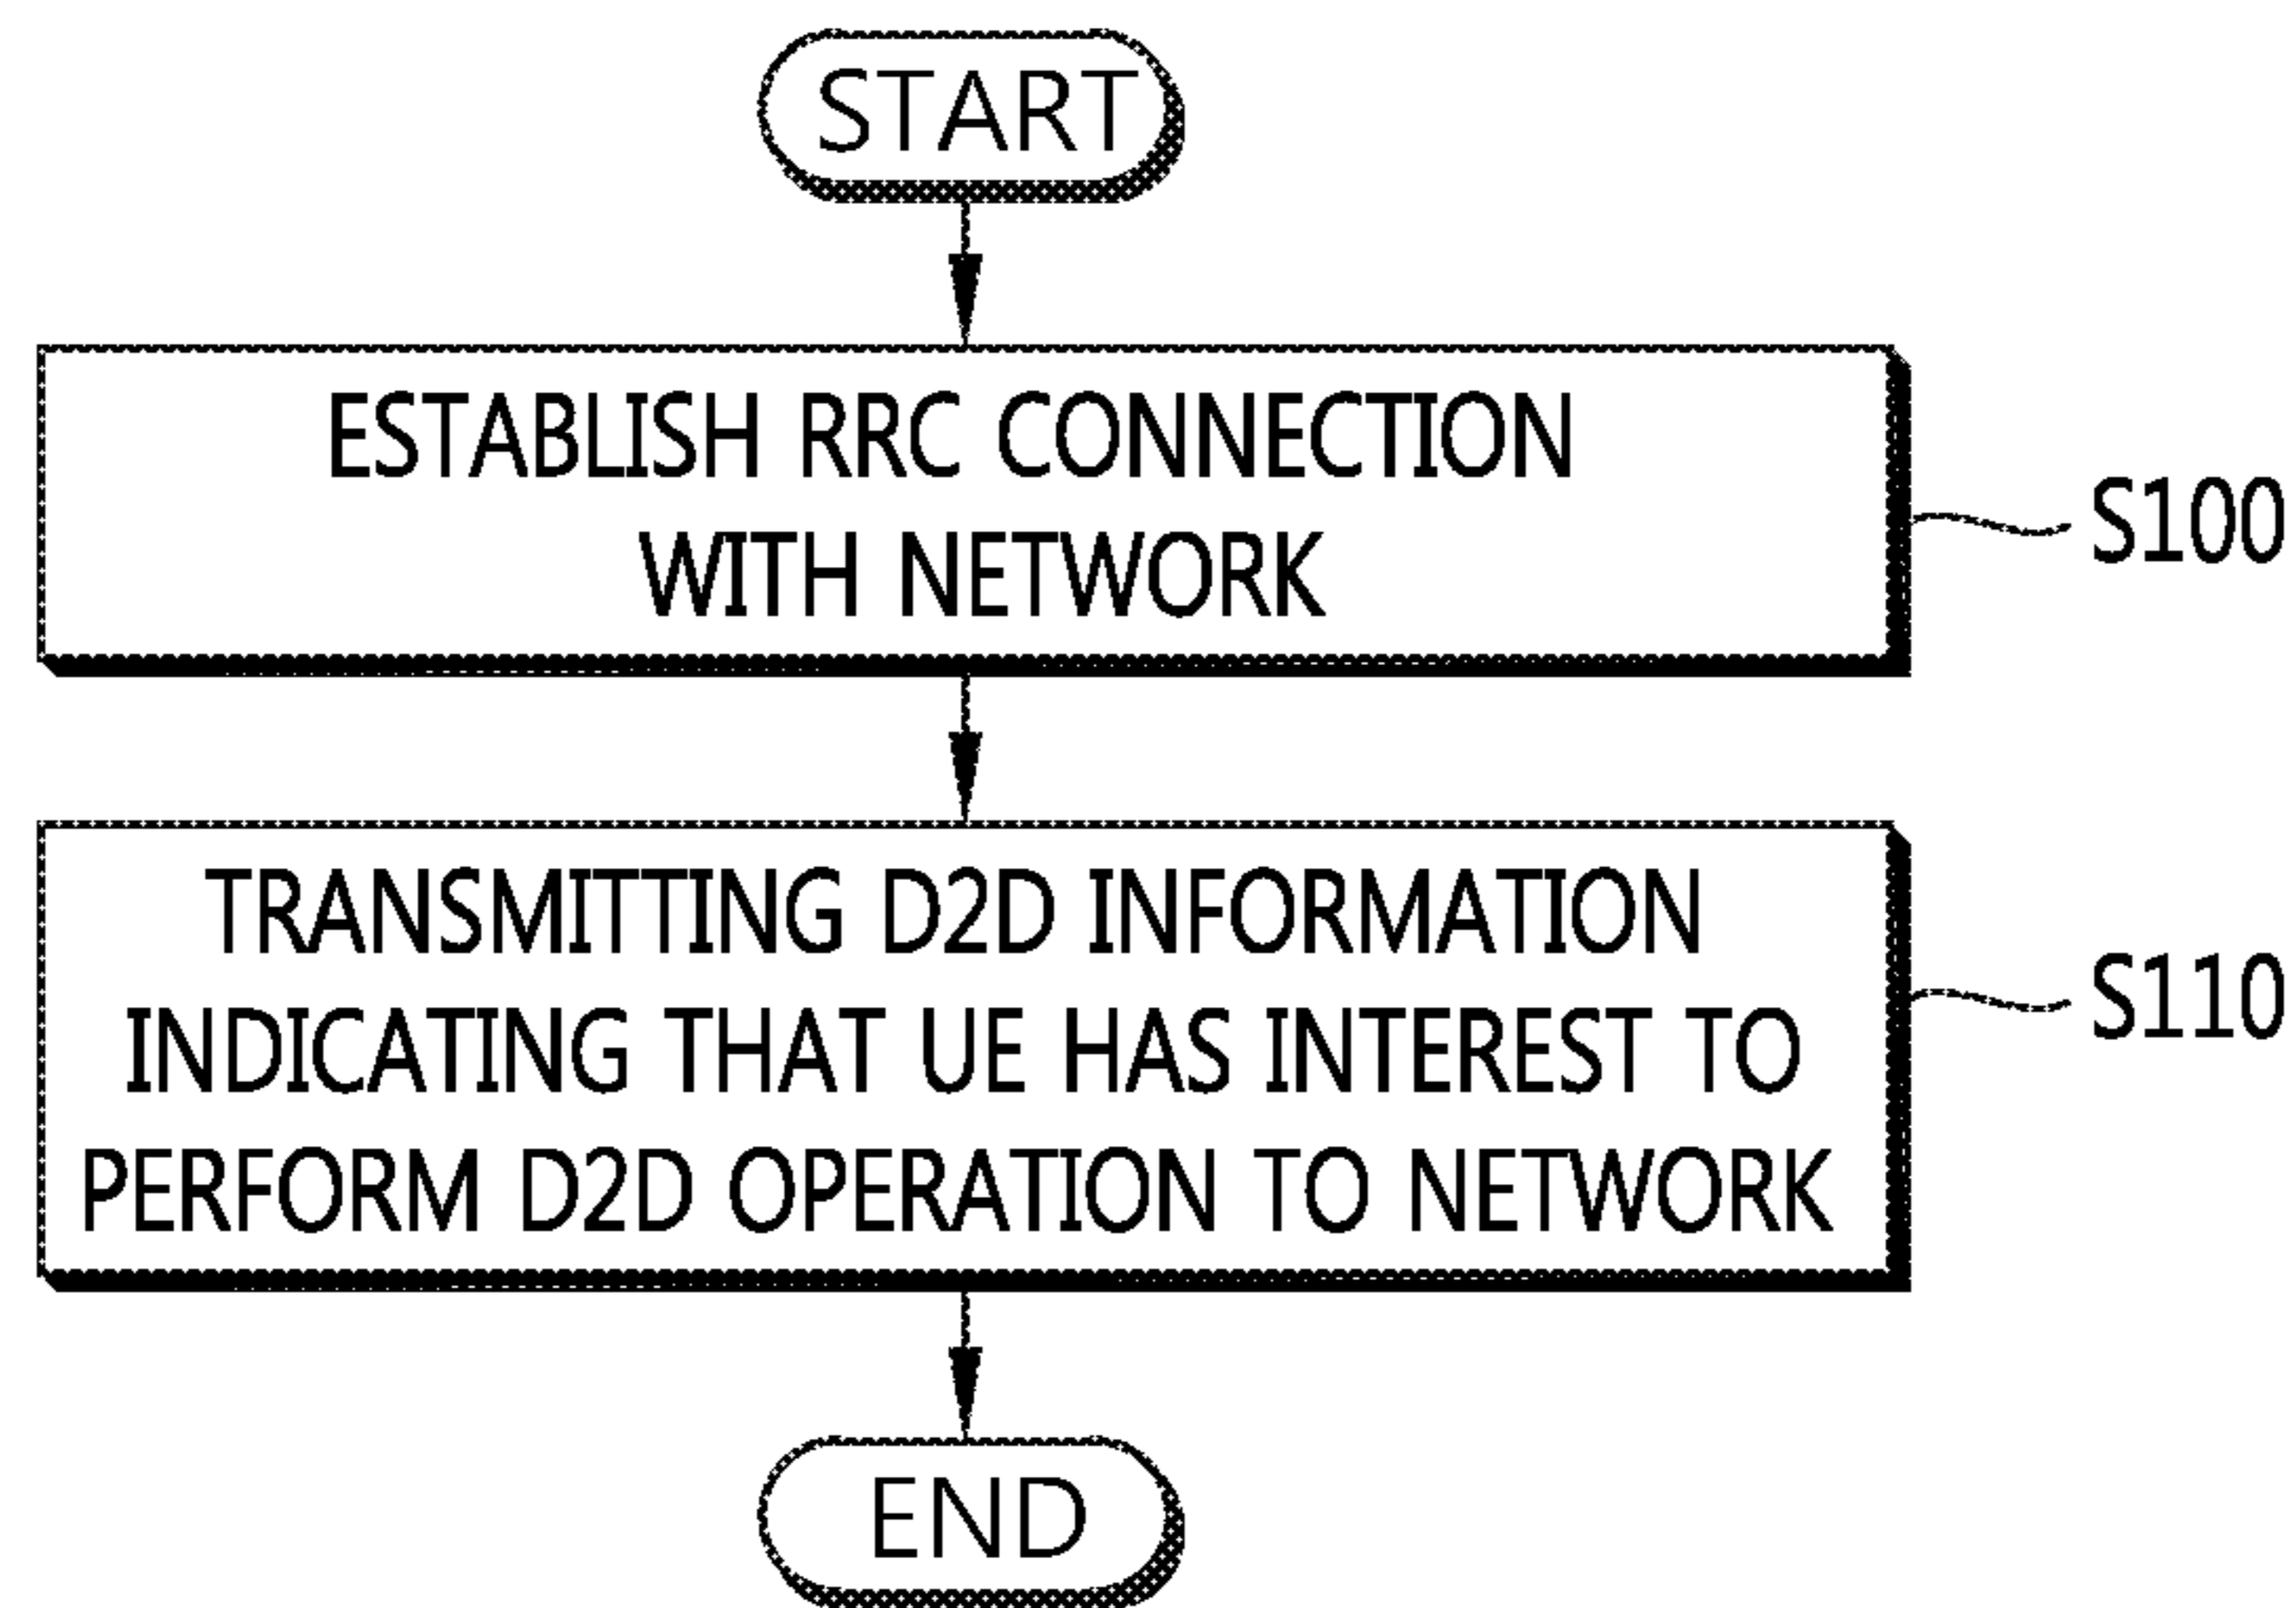 START
ESTABLISH RRC CONNECTION
WITH NETWORK
S100
TRANSMITTING D2D INFORMATION
INDICATING THAT UE HAS INTEREST TO
PERFORM D2D OPERATION TO NETWORK
S110
END